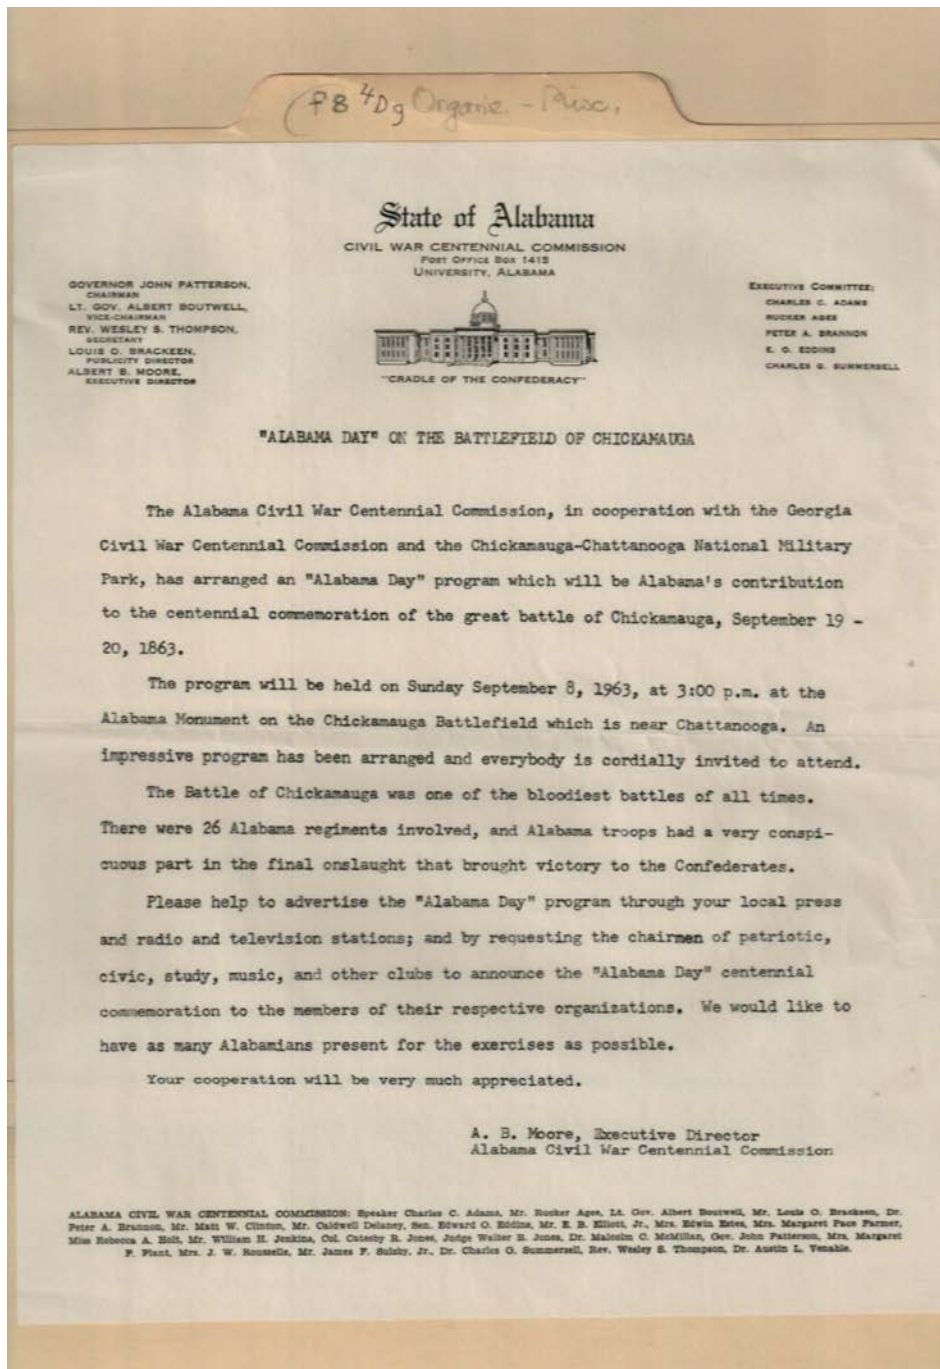 (P8 4Dg Organic. - Misc.
State of Alabama
CIVIL WAR CENTENNIAL COMMISSION
POST OFFICE BOX 1415
UNIVERSITY, ALABAMA
GOVERNOR JOHN PATTERSON,
CHAIRMAN
LT. GOV. ALBERT BOUTWELL,
VICE-CHAIRMAN
REV. WESLEY S. THOMPSON,
SECRETARY
LOUIS O. BRACKEEN,
PUBLICITY DIRECTOR
ALBERT B. MOORE,
EXECUTIVE DIRECTOR
EXECUTIVE COMMITTEE:
CHARLES C. ADAMS
RUCKER AGEE
PETER A. BRANNON
E. O. EDDINS
CHARLES G. SUMMERSELL
"CRADLE OF THE CONFEDERACY"
"ALABAMA DAY" ON THE BATTLEFIELD OF CHICKAMAUGA
The Alabama Civil War Centennial Commission, in cooperation with the Georgia
Civil War Centennial Commission and the Chickamauga-Chattanooga National Military
Park, has arranged an "Alabama Day" program which will be Alabama's contribution
to the centennial commemoration of the great battle of Chickamauga, September 19 -
20, 1863.
The program will be held on Sunday September 8, 1963, at 3:00 p.m. at the
Alabama Monument on the Chickamauga Battlefield which is near Chattanooga. An
impressive program has been arranged and everybody is cordially invited to attend.
The Battle of Chickamauga was one of the bloodiest battles of all times.
There were 26 Alabama regiments involved, and Alabama troops had a very conspi-
cuous part in the final onslaught that brought victory to the Confederates.
Please help to advertise the "Alabama Day" program through your local press
and radio and television stations; and by requesting the chairmen of patriotic,
civic, study, music, and other clubs to announce the "Alabama Day" centennial
commemoration to the members of their respective organizations. We would like to
have as many Alabamians present for the exercises as possible.
Your cooperation will be very much appreciated.
A. B. Moore, Executive Director
Alabama Civil War Centennial Commission
ALABAMA CIVIL WAR CENTENNIAL COMMISSION: Speaker Charles C. Adams, Mr. Rucker Agee, Lt. Gov. Albert Boutwell, Mr. Louis O. Bracken, Dr.
Peter A. Brannon, Mr. Matt W. Clinton, Mr. Caldwell Delaney, Sen. Edward O. Eddins, Mr. E. B. Elliott, Jr., Mrs. Edwin Estes, Mrs. Margaret Pace Farmer,
Miss Rebecca A. Holt, Mr. William H. Jenkins, Col. Catesby R. Jones, Judge Walter B. Jones, Dr. Malcolm C. McMillan, Gov. John Patterson, Mrs. Margaret
P. Plant, Mrs. J. W. Rousselle, Mr. James F. Sulzby, Jr., Dr. Charles G. Summersell, Rev. Wesley S. Thompson, Dr. Austin L. Venable.